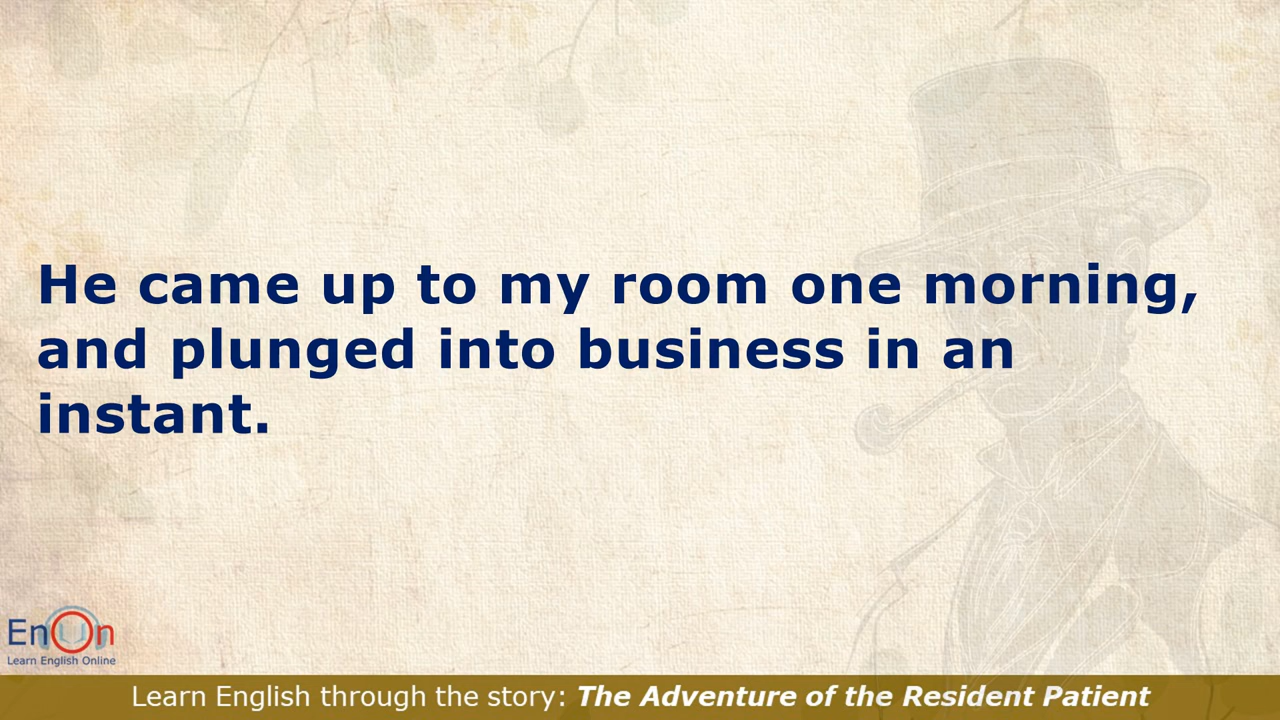 He came up to my room one morning,
and plunged into business in an
instant.
EnOn
Learn English Online
Learn English through the story: The Adventure of the Resident Patient